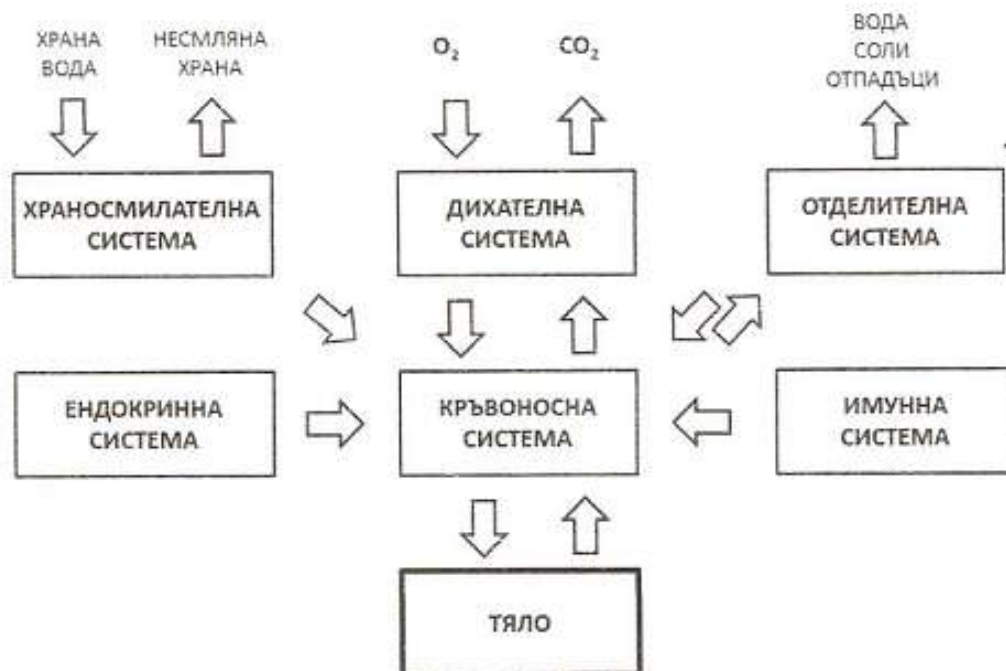 ХРАНА
ВОДА
НЕСМЛЯНА
ХРАНА
O₂
CO₂
ВОДА
СОЛИ
ОТПАДЪЦИ
ХРАНОСМИЛАТЕЛНА
СИСТЕМА
ДИХАТЕЛНА
СИСТЕМА
ОТДЕЛИТЕЛНА
СИСТЕМА
ЕНДОКРИННА
СИСТЕМА
КРЪВОНОСНА
СИСТЕМА
ИМУННА
СИСТЕМА
ТЯЛО